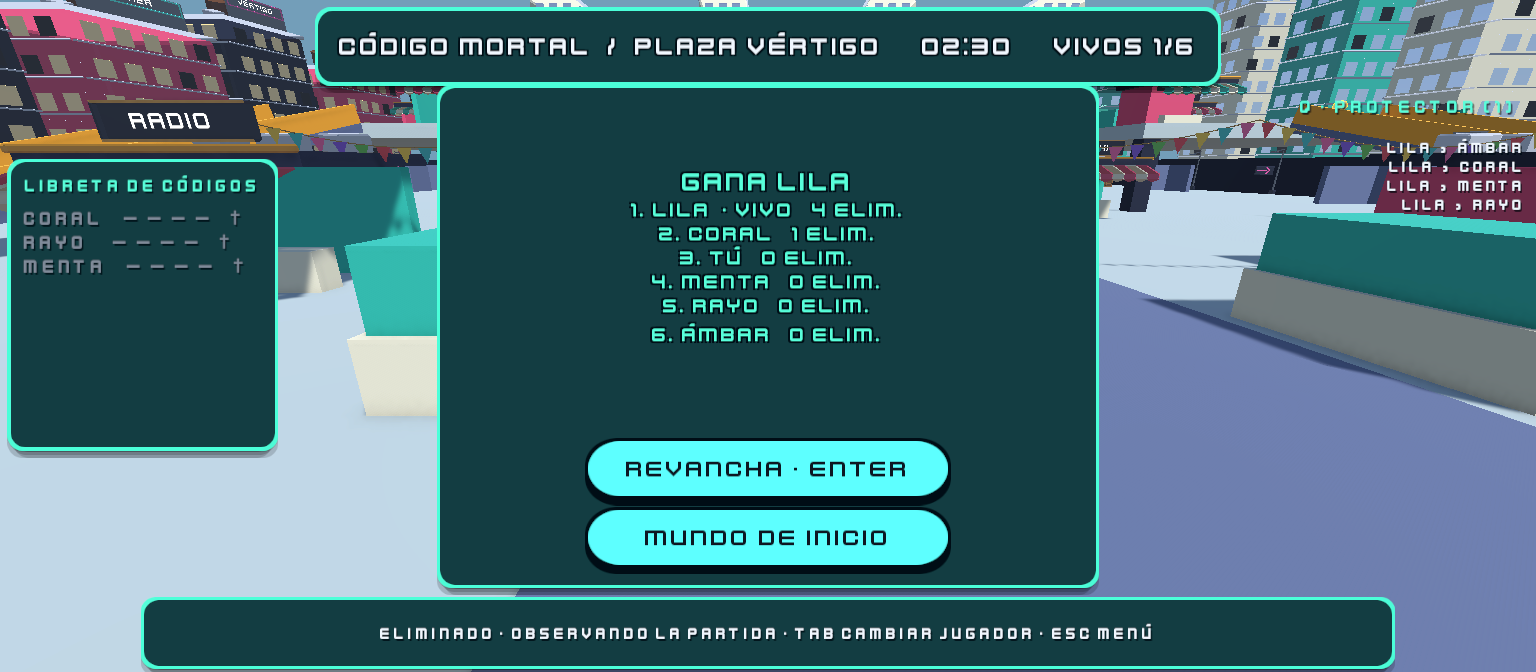 VÉRTIGO
CÓDIGO MORTAL / PLAZA VÉRTIGO 02:30 VIVOS 1/6
RADIO
O · PROTECTOR (1)
LILA › ÁMBAR
LILA › CORAL
LILA › MENTA
LILA › RAYO
LIBRETA DE CÓDIGOS
CORAL — — — — †
RAYO — — — — †
MENTA — — — — †
GANA LILA
1. LILA · VIVO 4 ELIM.
2. CORAL 1 ELIM.
3. TÚ 0 ELIM.
4. MENTA 0 ELIM.
5. RAYO 0 ELIM.
6. ÁMBAR 0 ELIM.
REVANCHA · ENTER
MUNDO DE INICIO
ELIMINADO · OBSERVANDO LA PARTIDA · TAB CAMBIAR JUGADOR · ESC MENÚ